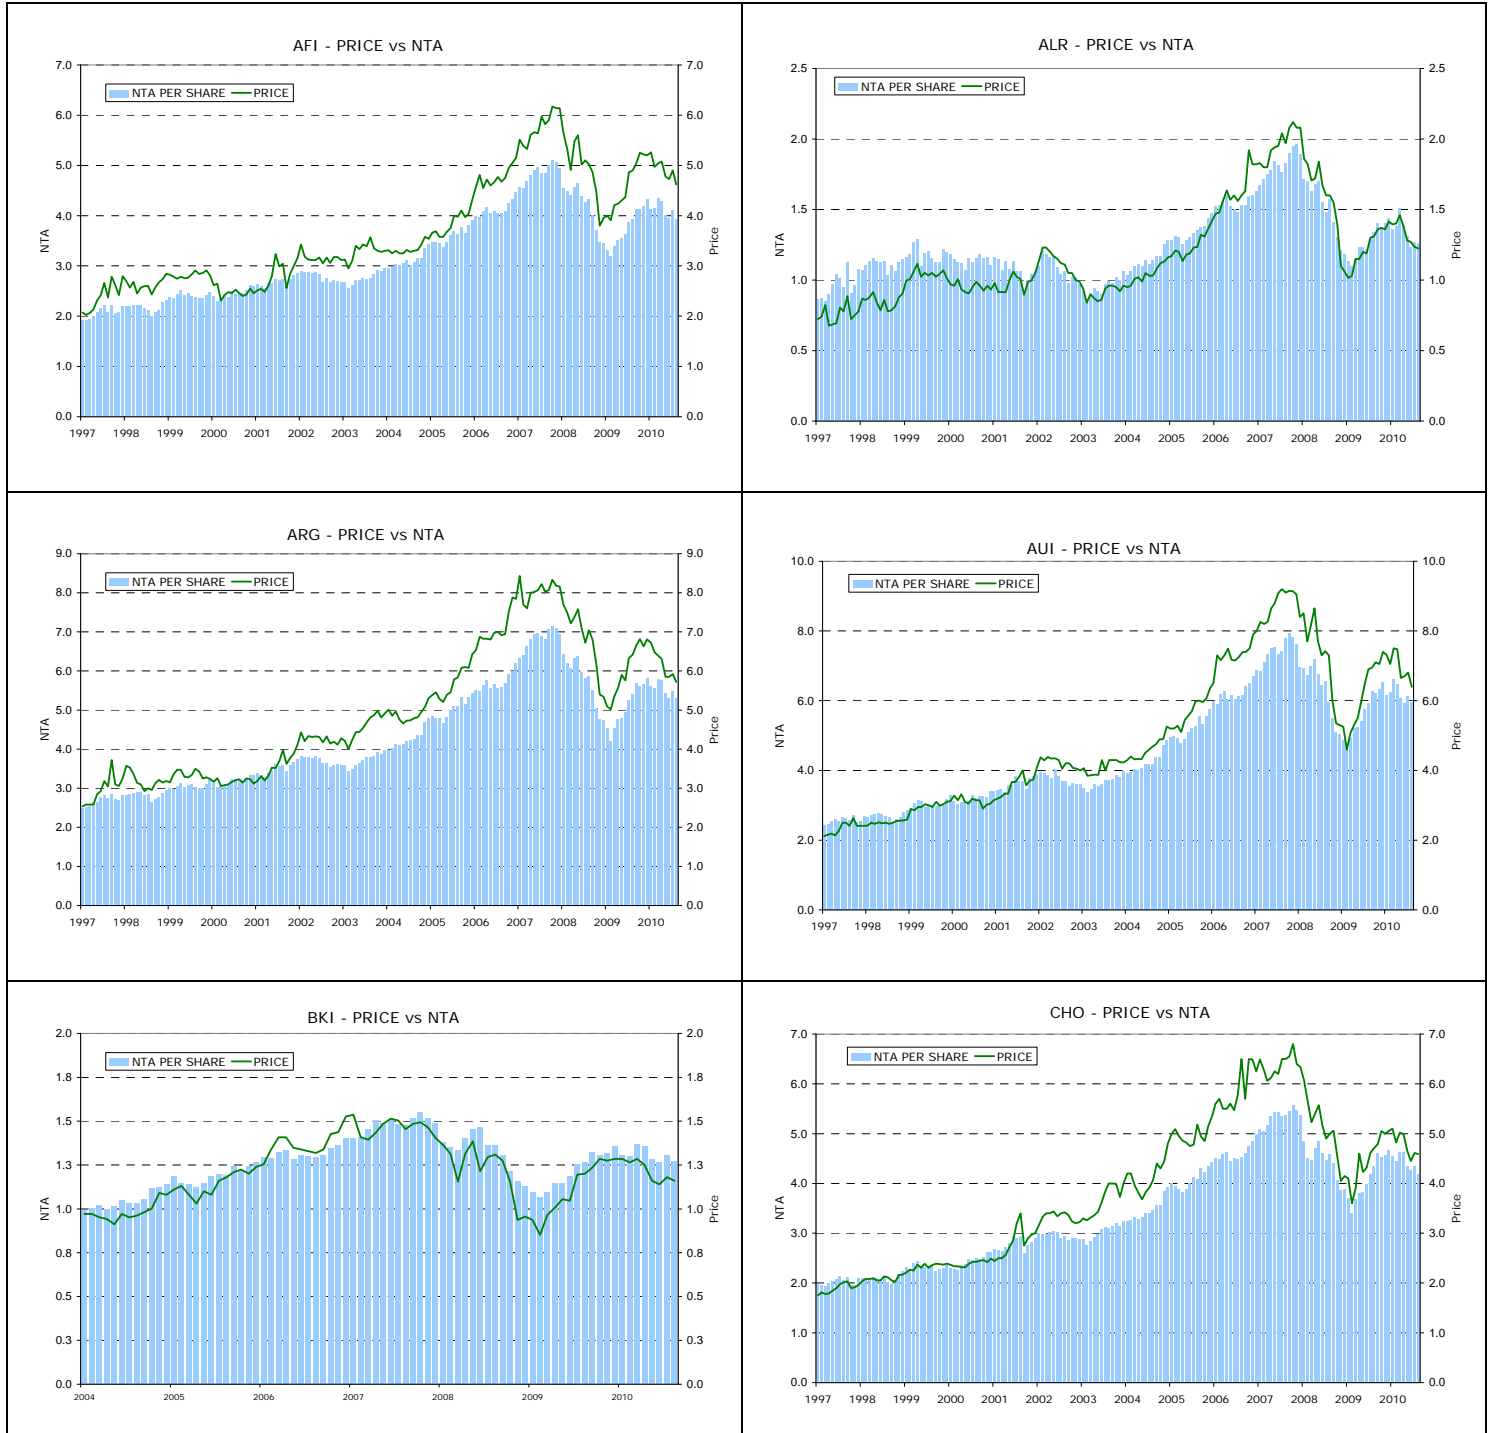 AFI - PRICE vs NTA
7.0 7.0
NTA PER SHARE PRICE
6.0 6.0
5.0 5.0
4.0 4.0
NTA Price
3.0 3.0
2.0 2.0
1.0 1.0
0.0 0.0
1997 1998 1999 2000 2001 2002 2003 2004 2005 2006 2007 2008 2009 2010
ALR - PRICE vs NTA
2.5 2.5
NTA PER SHARE PRICE
2.0 2.0
1.5 1.5
NTA Price
1.0 1.0
0.5 0.5
0.0 0.0
1997 1998 1999 2000 2001 2002 2003 2004 2005 2006 2007 2008 2009 2010
ARG - PRICE vs NTA
9.0 9.0
NTA PER SHARE PRICE
8.0 8.0
7.0 7.0
6.0 6.0
5.0 5.0
NTA Price
4.0 4.0
3.0 3.0
2.0 2.0
1.0 1.0
0.0 0.0
1997 1998 1999 2000 2001 2002 2003 2004 2005 2006 2007 2008 2009 2010
AUI - PRICE vs NTA
10.0 10.0
NTA PER SHARE PRICE
8.0 8.0
6.0 6.0
NTA Price
4.0 4.0
2.0 2.0
0.0 0.0
1997 1998 1999 2000 2001 2002 2003 2004 2005 2006 2007 2008 2009 2010
BKI - PRICE vs NTA
2.0 2.0
NTA PER SHARE PRICE
1.8 1.8
1.5 1.5
1.3 1.3
NTA Price
1.0 1.0
0.8 0.8
0.5 0.5
0.3 0.3
0.0 0.0
2004 2005 2006 2007 2008 2009 2010
CHO - PRICE vs NTA
7.0 7.0
NTA PER SHARE PRICE
6.0 6.0
5.0 5.0
4.0 4.0
NTA Price
3.0 3.0
2.0 2.0
1.0 1.0
0.0 0.0
1997 1998 1999 2000 2001 2002 2003 2004 2005 2006 2007 2008 2009 2010